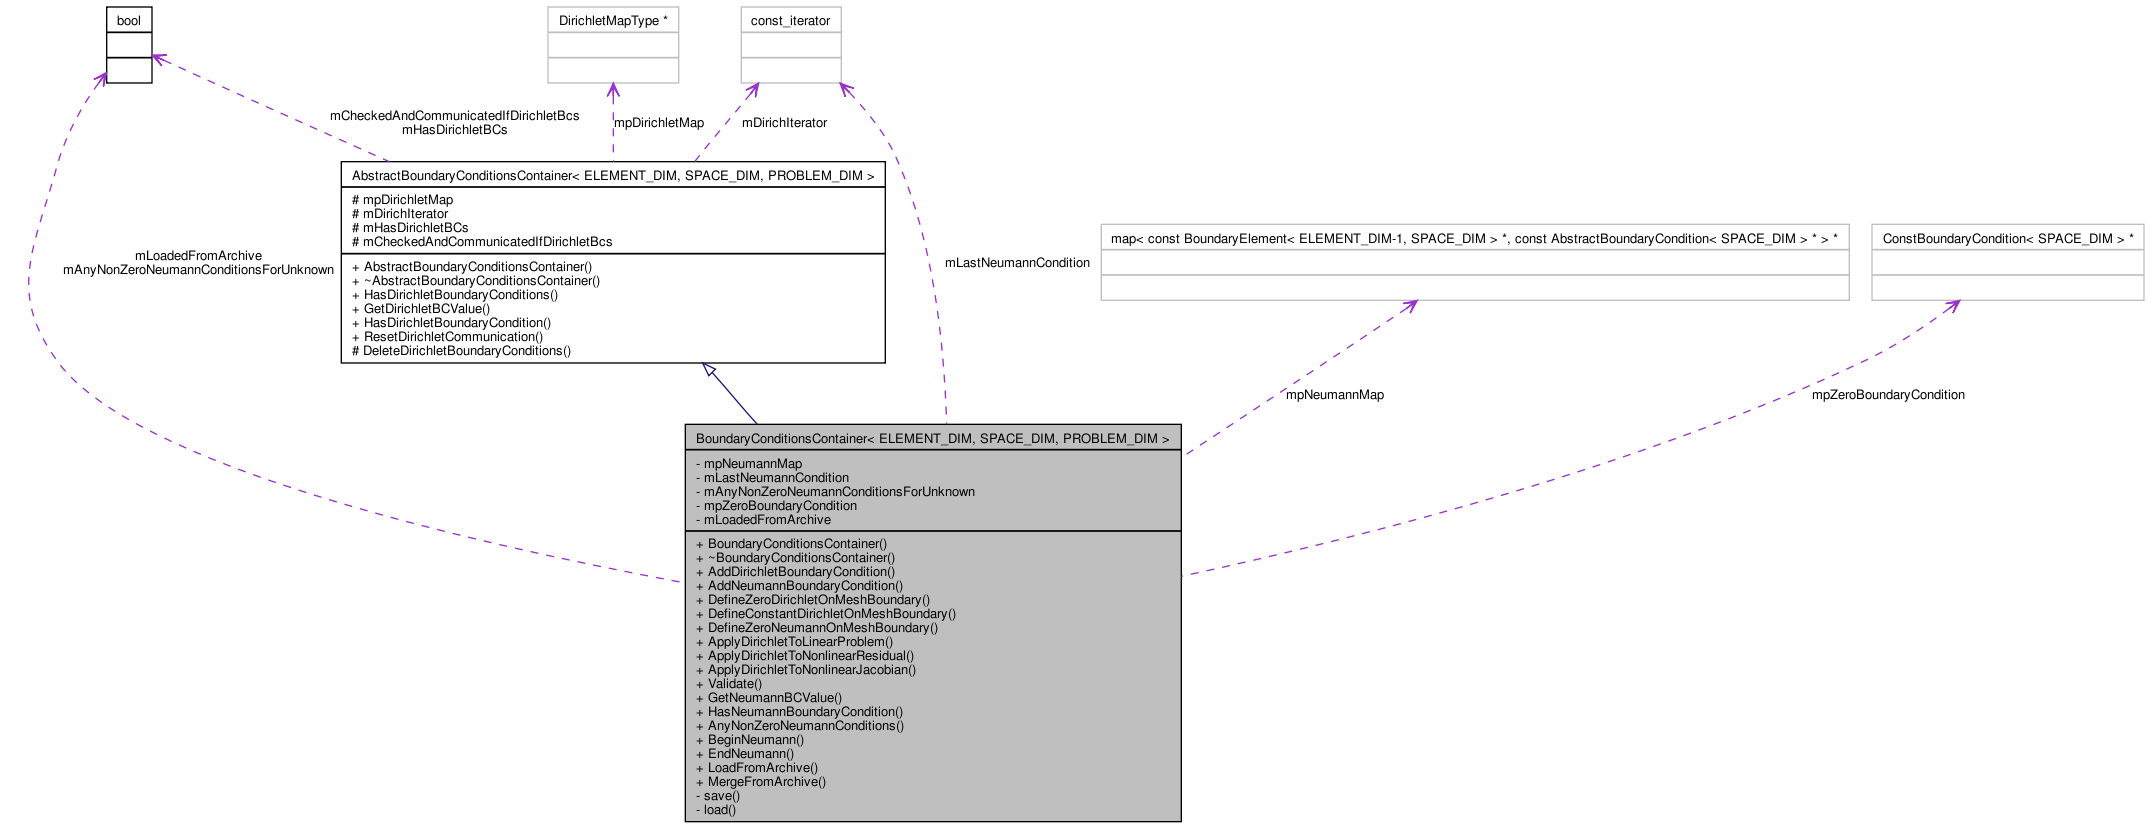 bool
DirichletMapType *
const_iterator
mCheckedAndCommunicatedIfDirichletBcs
mHasDirichletBCs
mpDirichletMap
mDirichIterator
AbstractBoundaryConditionsContainer< ELEMENT_DIM, SPACE_DIM, PROBLEM_DIM >
# mpDirichletMap
# mDirichIterator
# mHasDirichletBCs
# mCheckedAndCommunicatedIfDirichletBcs
+ AbstractBoundaryConditionsContainer()
+ ~AbstractBoundaryConditionsContainer()
+ HasDirichletBoundaryConditions()
+ GetDirichletBCValue()
+ HasDirichletBoundaryCondition()
+ ResetDirichletCommunication()
# DeleteDirichletBoundaryConditions()
mLoadedFromArchive
mAnyNonZeroNeumannConditionsForUnknown
mLastNeumannCondition
map< const BoundaryElement< ELEMENT_DIM-1, SPACE_DIM > *, const AbstractBoundaryCondition< SPACE_DIM > * > *
ConstBoundaryCondition< SPACE_DIM > *
mpNeumannMap
mpZeroBoundaryCondition
BoundaryConditionsContainer< ELEMENT_DIM, SPACE_DIM, PROBLEM_DIM >
- mpNeumannMap
- mLastNeumannCondition
- mAnyNonZeroNeumannConditionsForUnknown
- mpZeroBoundaryCondition
- mLoadedFromArchive
+ BoundaryConditionsContainer()
+ ~BoundaryConditionsContainer()
+ AddDirichletBoundaryCondition()
+ AddNeumannBoundaryCondition()
+ DefineZeroDirichletOnMeshBoundary()
+ DefineConstantDirichletOnMeshBoundary()
+ DefineZeroNeumannOnMeshBoundary()
+ ApplyDirichletToLinearProblem()
+ ApplyDirichletToNonlinearResidual()
+ ApplyDirichletToNonlinearJacobian()
+ Validate()
+ GetNeumannBCValue()
+ HasNeumannBoundaryCondition()
+ AnyNonZeroNeumannConditions()
+ BeginNeumann()
+ EndNeumann()
+ LoadFromArchive()
+ MergeFromArchive()
- save()
- load()